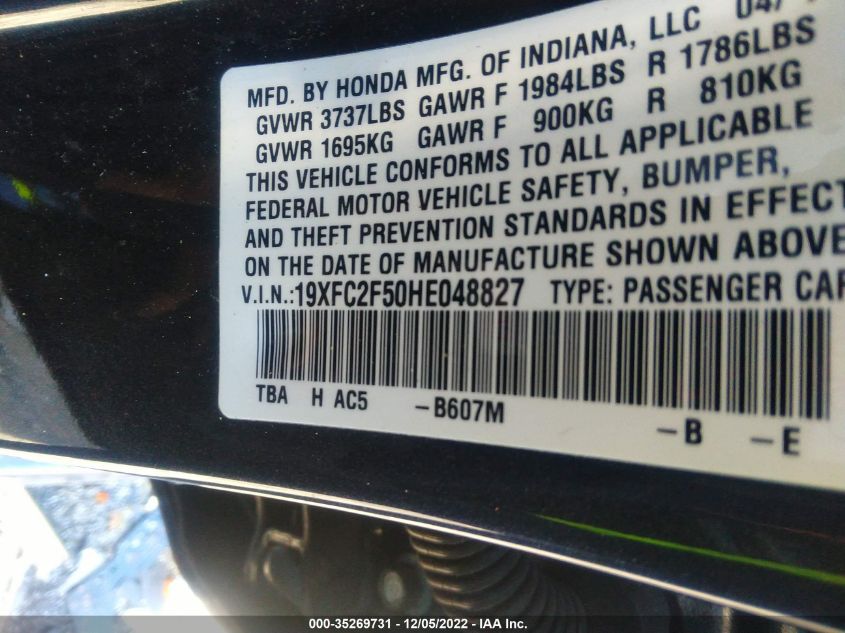 MFD. BY HONDA MFG. OF INDIANA, LLC 04/
GVWR 3737LBS GAWR F 1984LBS R 1786LBS
GVWR 1695KG GAWR F 900KG R 810KG
THIS VEHICLE CONFORMS TO ALL APPLICABLE
FEDERAL MOTOR VEHICLE SAFETY, BUMPER,
AND THEFT PREVENTION STANDARDS IN EFFECT
ON THE DATE OF MANUFACTURE SHOWN ABOVE
V.I.N.:19XFC2F50HE048827 TYPE: PASSENGER CAR
TBA H AC5 -B607M -B -E
000-35269731 - 12/05/2022 - IAA Inc.